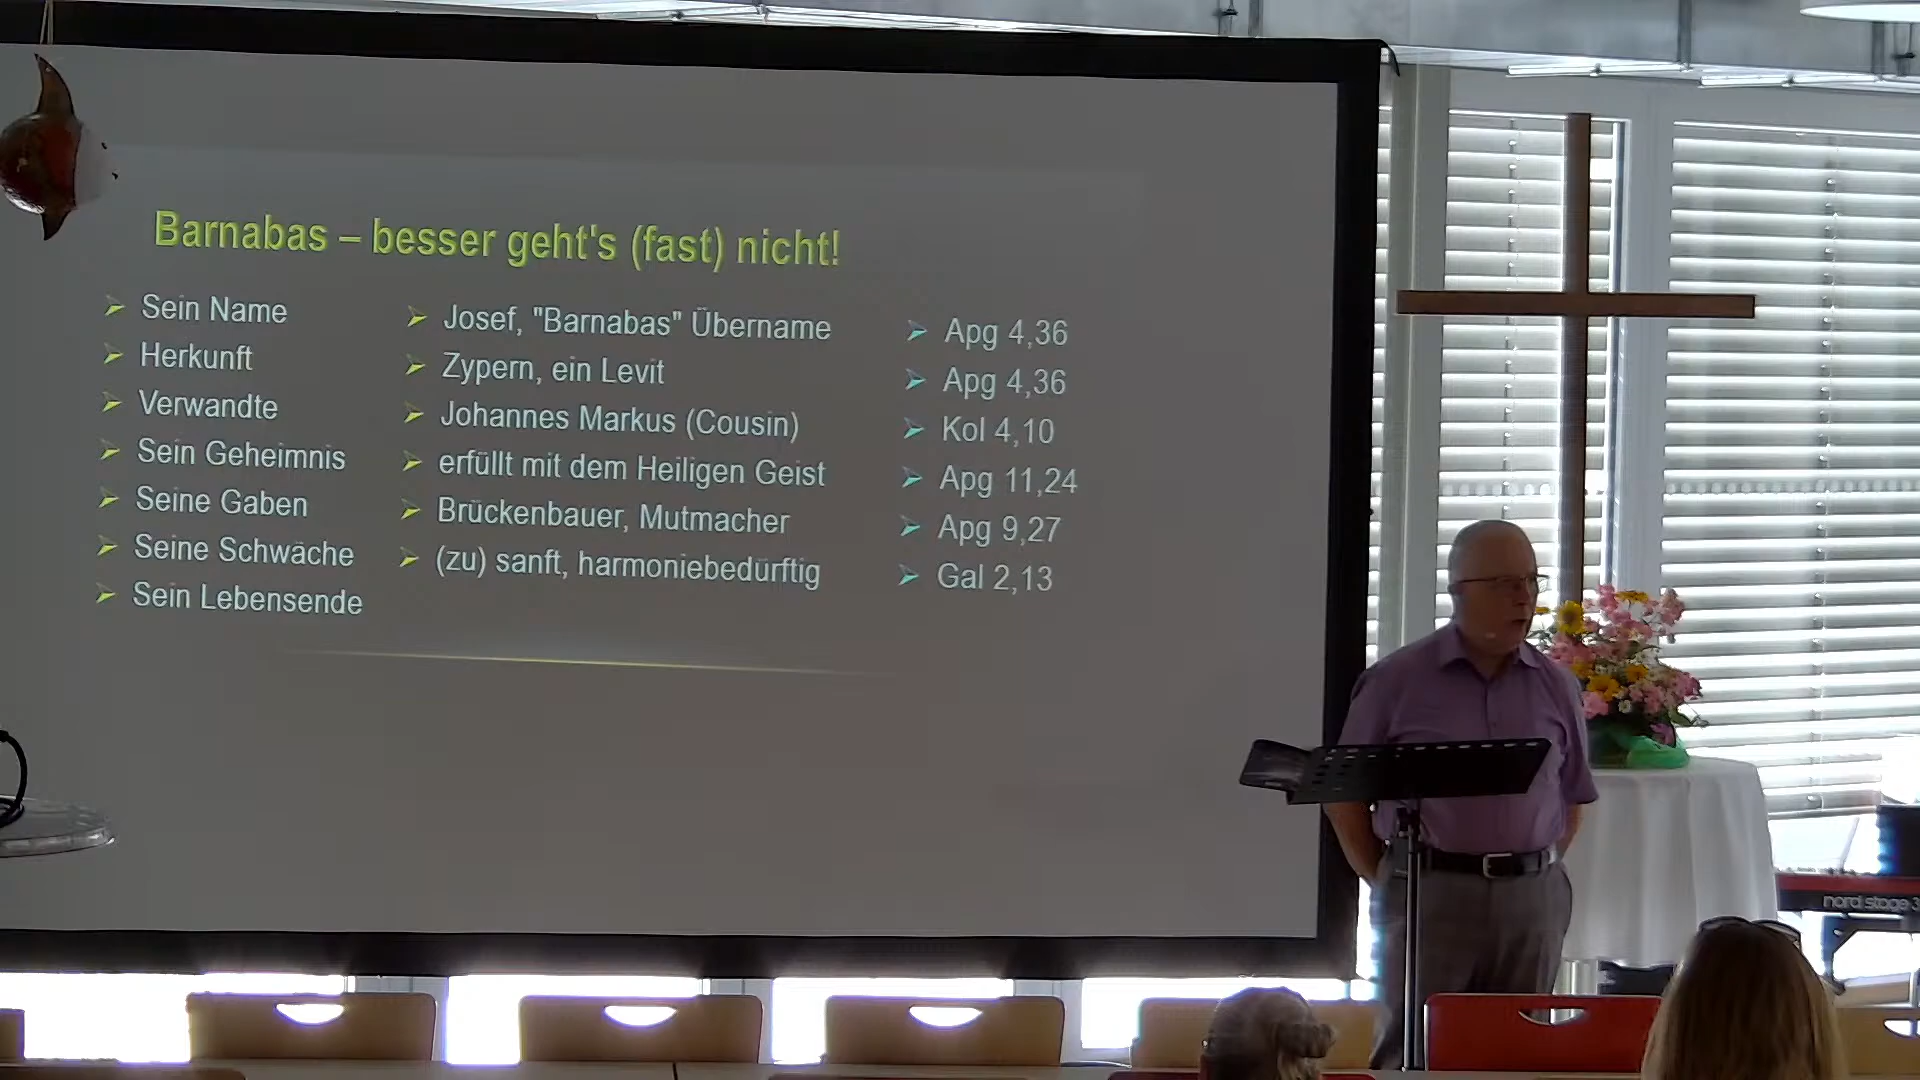 Barnabas – besser geht's (fast) nicht!
Sein Name
Herkunft
Verwandte
Sein Geheimnis
Seine Gaben
Seine Schwäche
Sein Lebensende
Josef, "Barnabas" Übername
Zypern, ein Levit
Johannes Markus (Cousin)
erfüllt mit dem Heiligen Geist
Brückenbauer, Mutmacher
(zu) sanft, harmoniebedürftig
Apg 4,36
Apg 4,36
Kol 4,10
Apg 11,24
Apg 9,27
Gal 2,13
nord stage 3